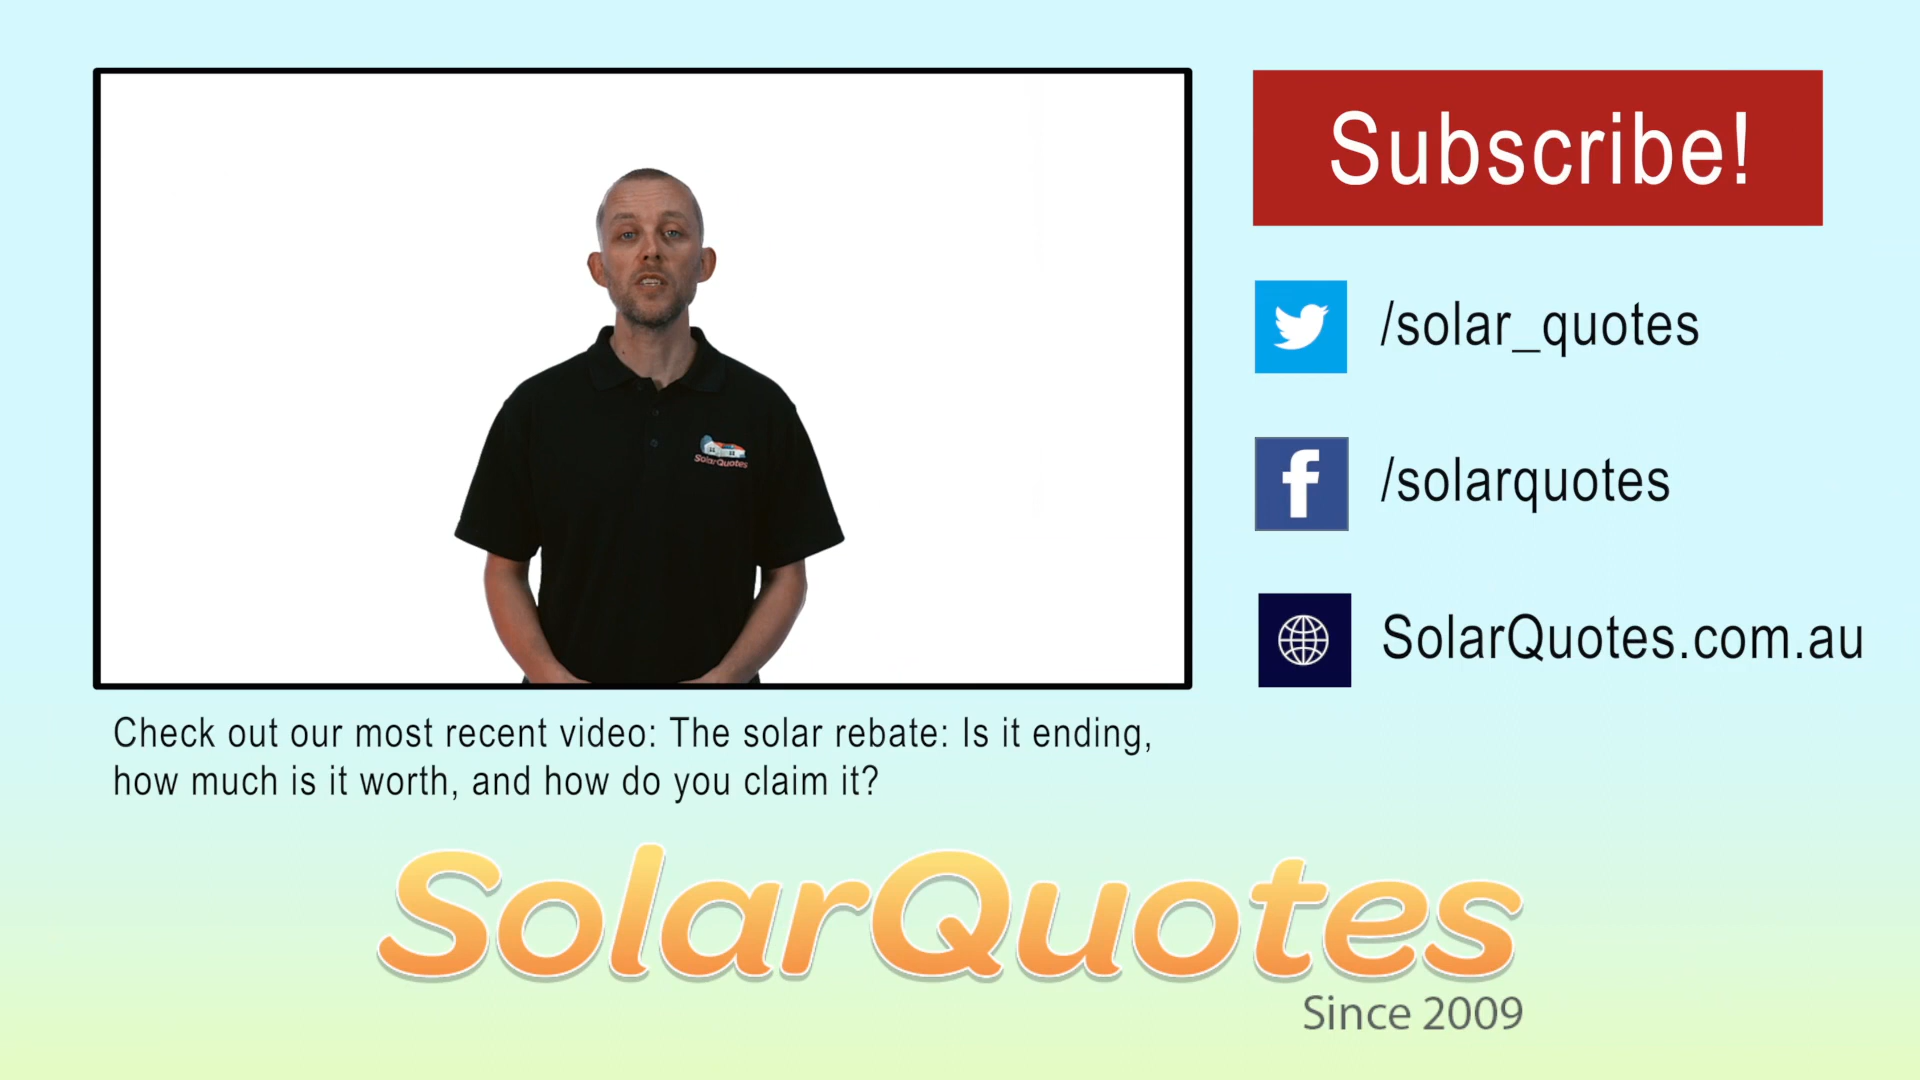 Subscribe!
/solar_quotes
/solarquotes
SolarQuotes.com.au
SolarQuotes
Check out our most recent video: The solar rebate: Is it ending,
how much is it worth, and how do you claim it?
SolarQuotes
Since 2009